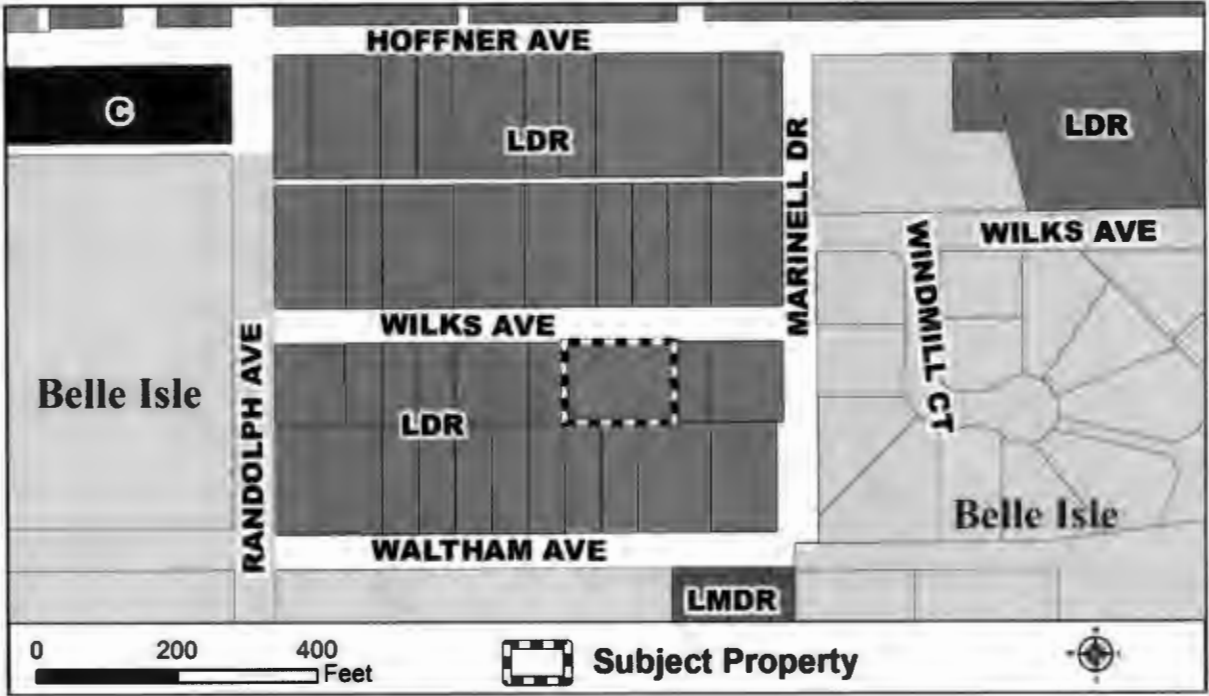 HOFFNER AVE
C
LDR
LDR
MARINELL DR
WILKS AVE
WINDMILL CT
WILKS AVE
RANDOLPH AVE
Belle Isle
LDR
Belle Isle
WALTHAM AVE
LMDR
0 200 400
Feet
Subject Property